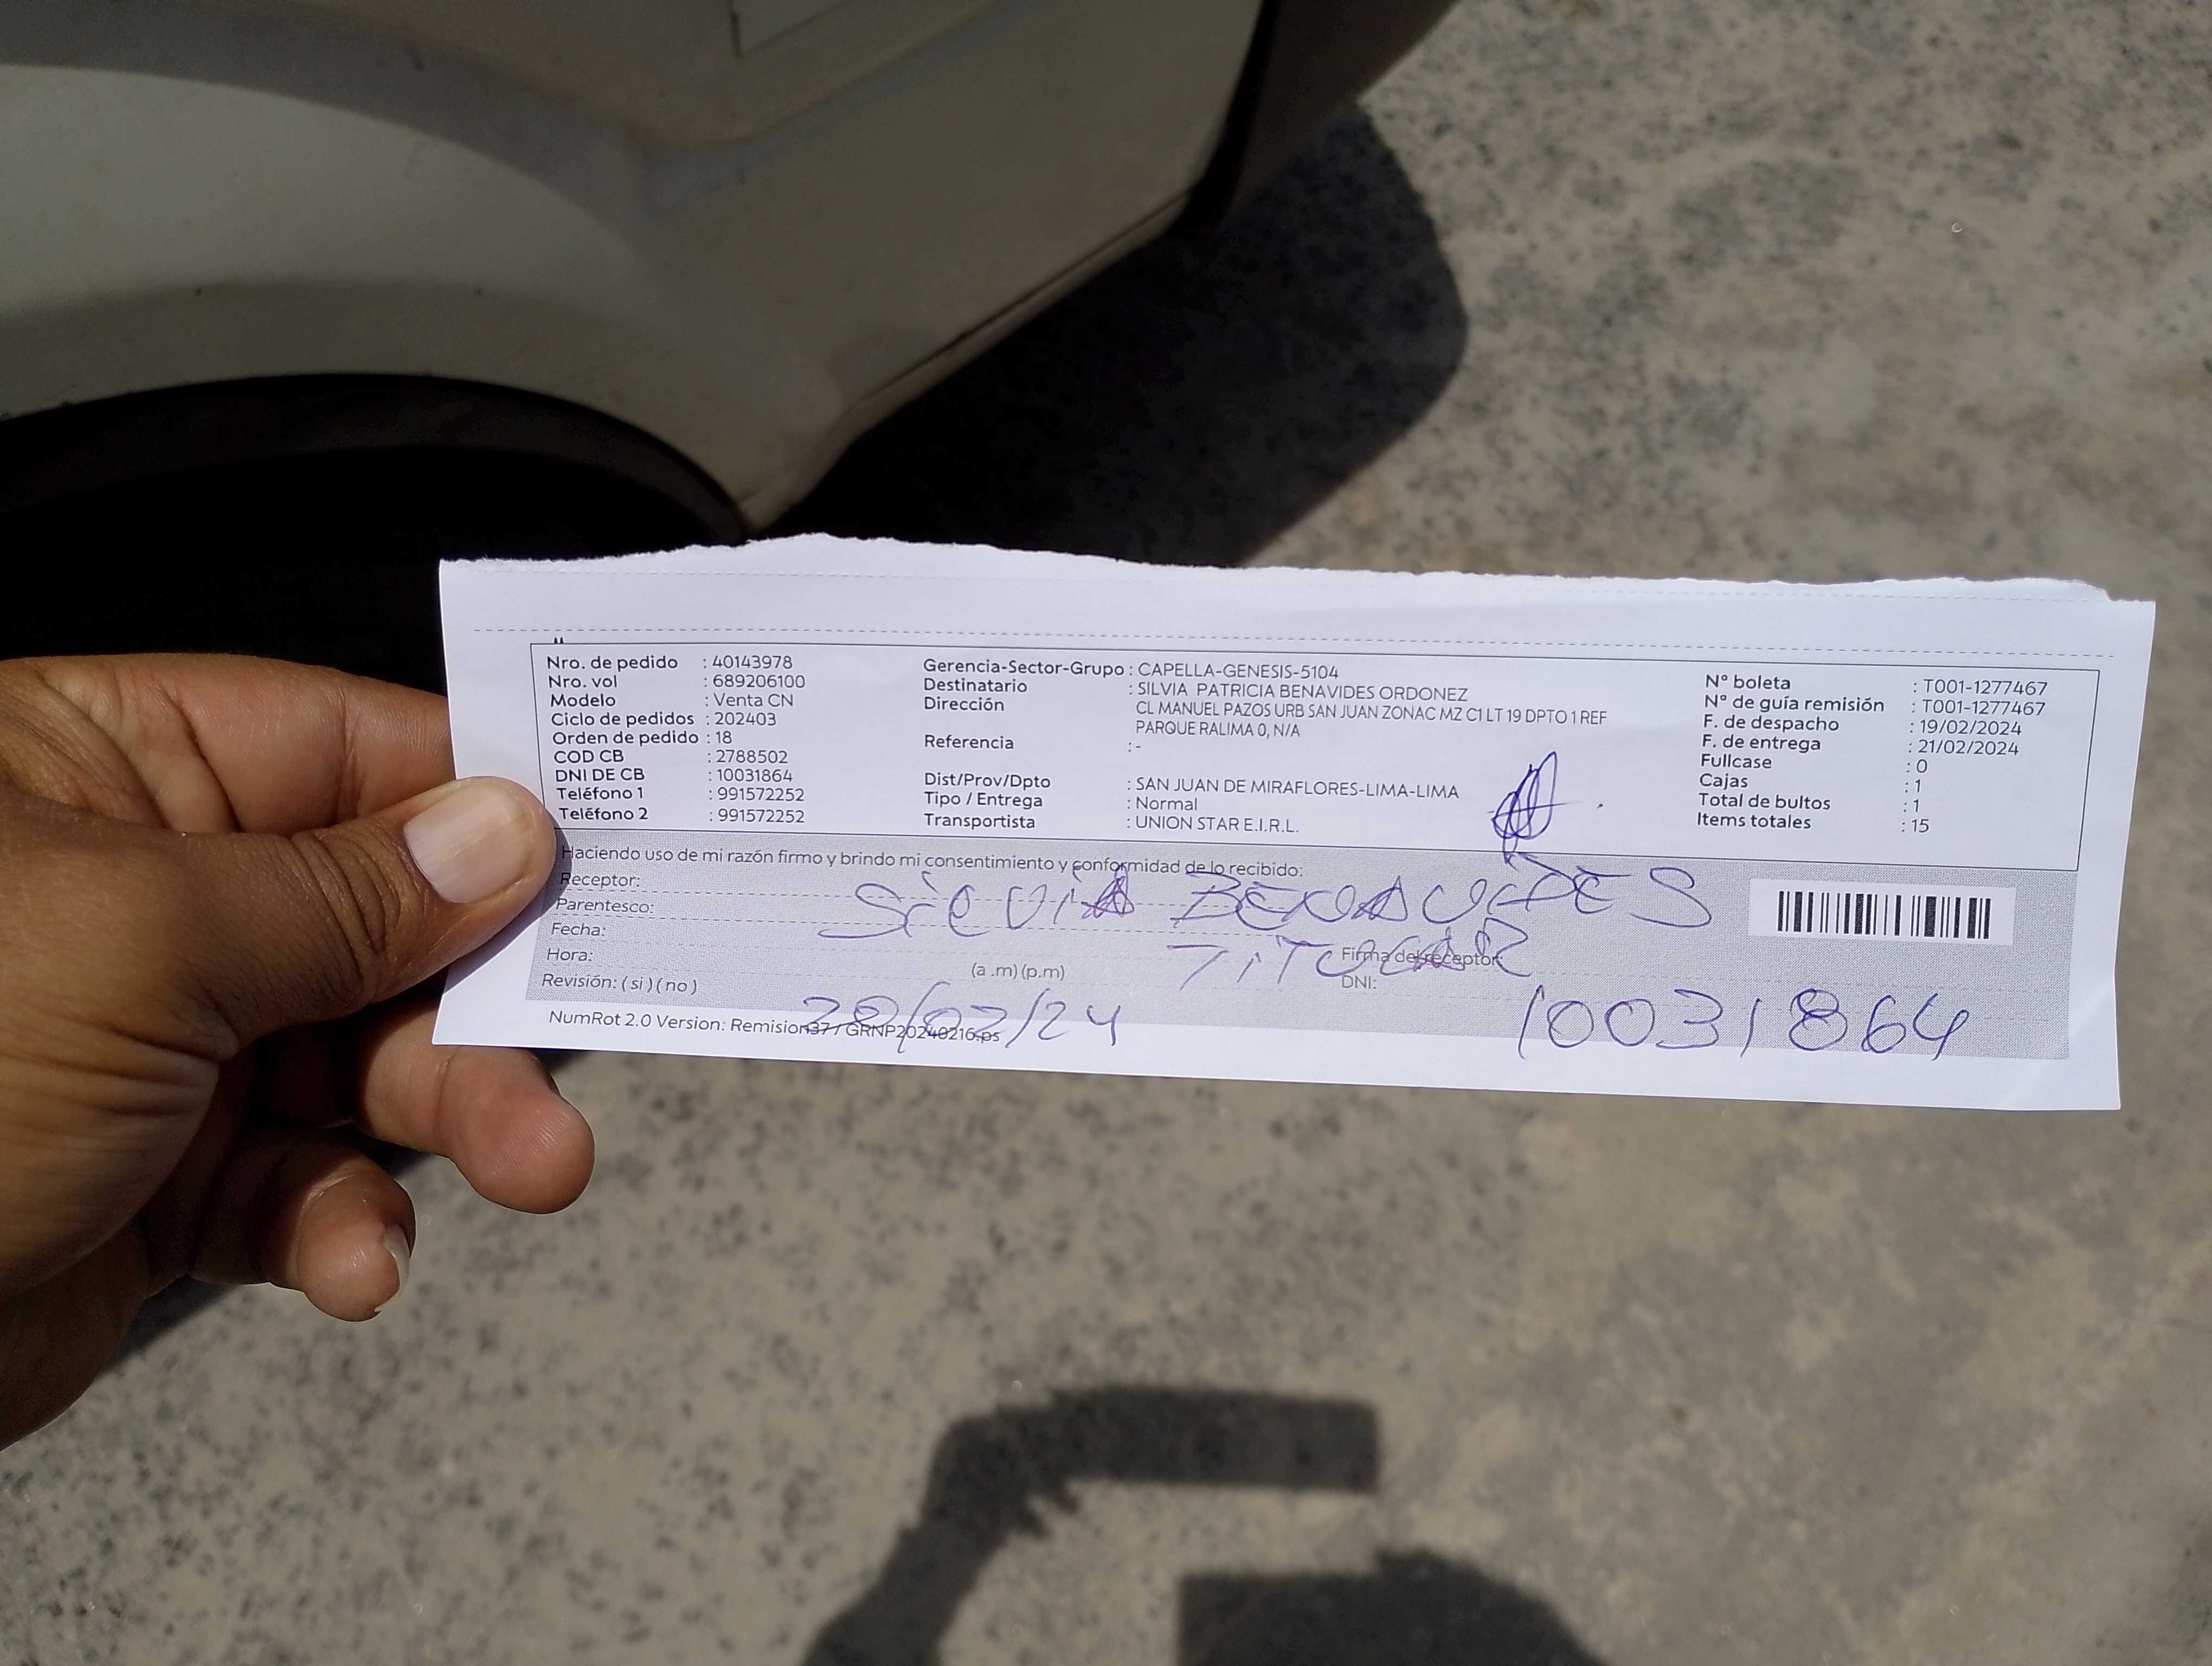 Nro. de pedido : 40143978
Nro. vol : 689206100
Modelo : Venta CN
Ciclo de pedidos : 202403
Orden de pedido : 18
COD CB : 2788502
DNI DE CB : 10031864
Teléfono 1 : 991572252
Teléfono 2 : 991572252
Gerencia-Sector-Grupo : CAPELLA-GENESIS-5104
Destinatario : SILVIA PATRICIA BENAVIDES ORDONEZ
Dirección CL MANUEL PAZOS URB SAN JUAN ZONAC MZ C1 LT 19 DPTO 1 REF
PARQUE RALIMA 0, N/A
Referencia : -
Dist/Prov/Dpto : SAN JUAN DE MIRAFLORES-LIMA-LIMA
Tipo / Entrega : Normal
Transportista : UNION STAR E.I.R.L.
N° boleta : T001-1277467
N° de guía remisión : T001-1277467
F. de despacho : 19/02/2024
F. de entrega : 21/02/2024
Fullcase : 0
Cajas : 1
Total de bultos : 1
Items totales : 15
Haciendo uso de mi razón firmo y brindo mi consentimiento y conformidad de lo recibido:
Receptor: SILVIA BENAVIDES
Parentesco: TITULAR
Fecha:
Firma del receptor:
Hora: (a .m) (p.m)
DNI: 10031864
Revisión: ( si ) ( no )
20/02/24
NumRot 2.0 Version: Remision37 / GRNP20240216.ps